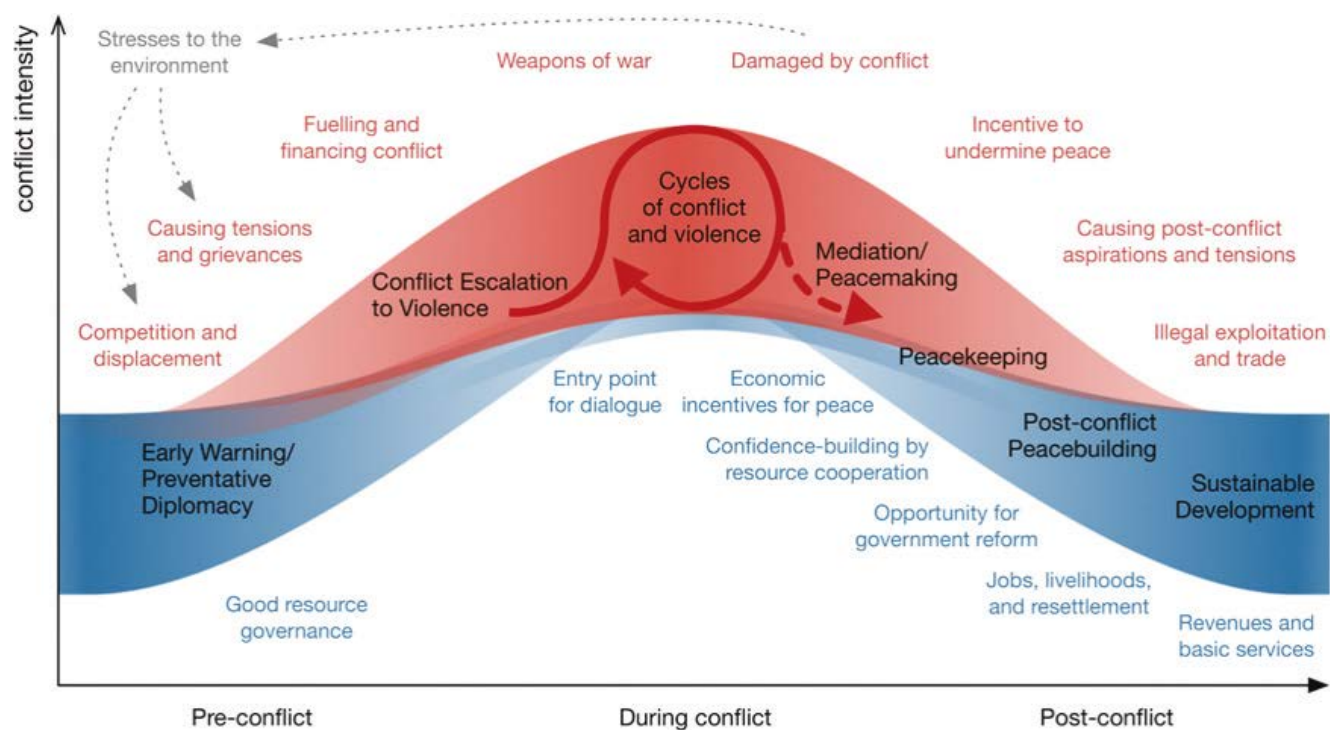 conflict intensity
Stresses to the
environment
Weapons of war
Damaged by conflict
Fuelling and
financing conflict
Incentive to
undermine peace
Causing tensions
and grievances
Cycles
of conflict
and violence
Causing post-conflict
aspirations and tensions
Conflict Escalation
to Violence
Mediation/
Peacemaking
Competition and
displacement
Illegal exploitation
and trade
Peacekeeping
Entry point
for dialogue
Economic
incentives for peace
Early Warning/
Preventative
Diplomacy
Confidence-building by
resource cooperation
Post-conflict
Peacebuilding
Sustainable
Development
Opportunity for
government reform
Good resource
governance
Jobs, livelihoods,
and resettlement
Revenues and
basic services
Pre-conflict
During conflict
Post-conflict